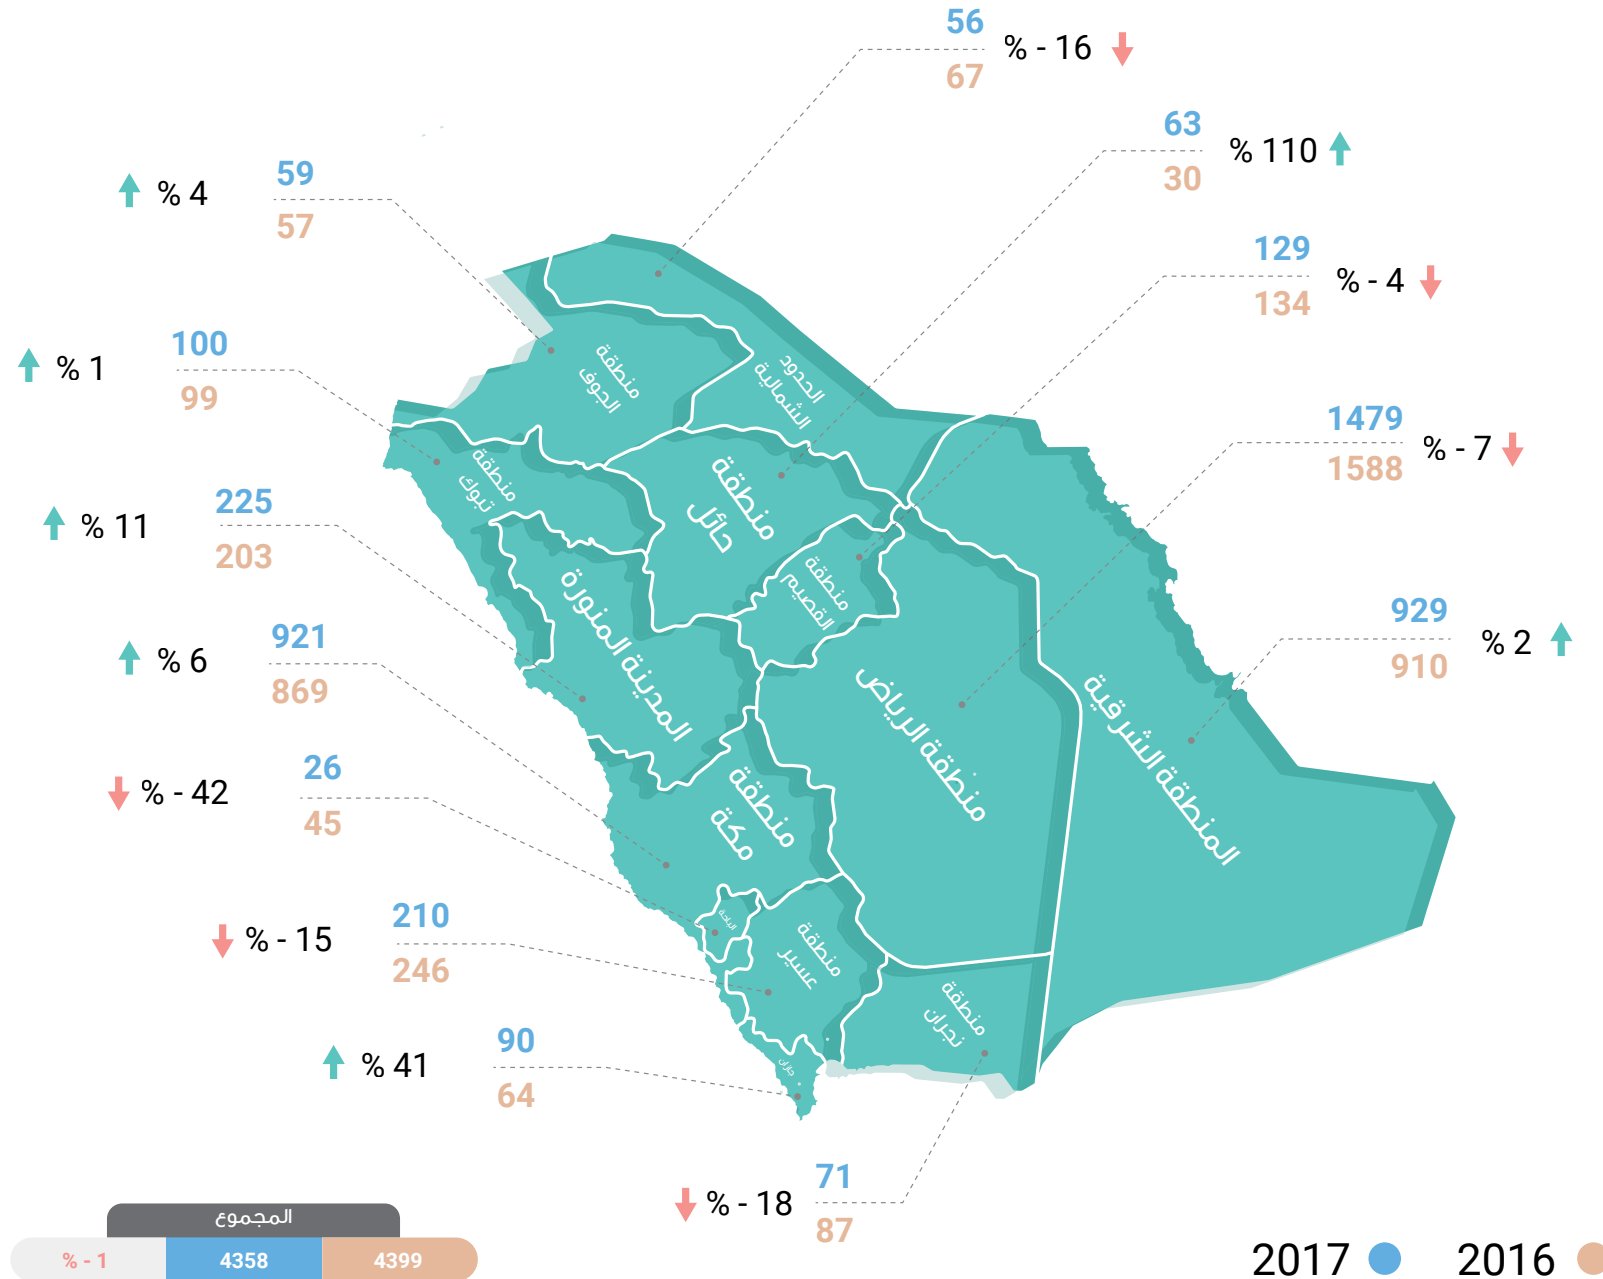 56
67
% - 16
63
30
% 110
59
57
% 4
129
134
% - 4
100
99
% 1
1479
1588
% - 7
225
203
% 11
929
910
% 2
921
869
% 6
26
45
% - 42
210
246
% - 15
90
64
% 41
71
87
% - 18
الحدود
الشمالية
منطقة
الجوف
منطقة
تبوك
منطقة
حائل
منطقة
القصيم
المدينة المنورة
منطقة الرياض
المنطقة الشرقية
منطقة
مكة
الباحة
منطقة
عسير
جازان
منطقة
نجران
المجموع
% - 1
4358
4399
2017
2016